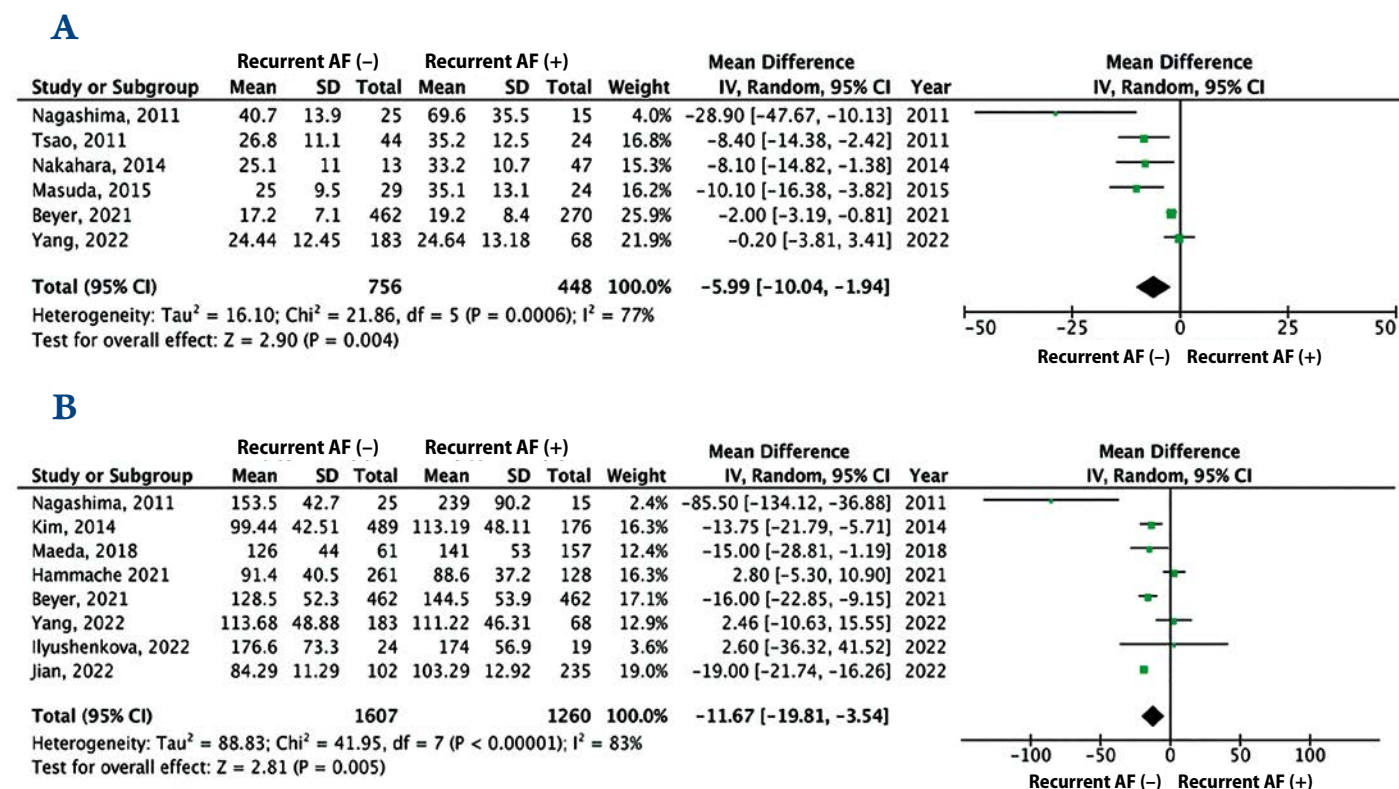 A
Recurrent AF (−) Recurrent AF (+) Mean Difference Mean Difference
Study or Subgroup Mean SD Total Mean SD Total Weight IV, Random, 95% CI Year IV, Random, 95% CI
Nagashima, 2011 40.7 13.9 25 69.6 35.5 15 4.0% −28.90 [−47.67, −10.13] 2011
Tsao, 2011 26.8 11.1 44 35.2 12.5 24 16.8% −8.40 [−14.38, −2.42] 2011
Nakahara, 2014 25.1 11 13 33.2 10.7 47 15.3% −8.10 [−14.82, −1.38] 2014
Masuda, 2015 25 9.5 29 35.1 13.1 24 16.2% −10.10 [−16.38, −3.82] 2015
Beyer, 2021 17.2 7.1 462 19.2 8.4 270 25.9% −2.00 [−3.19, −0.81] 2021
Yang, 2022 24.44 12.45 183 24.64 13.18 68 21.9% −0.20 [−3.81, 3.41] 2022
Total (95% CI) 756 448 100.0% −5.99 [−10.04, −1.94]
Heterogeneity: Tau² = 16.10; Chi² = 21.86, df = 5 (P = 0.0006); I² = 77%
Test for overall effect: Z = 2.90 (P = 0.004)
−50 −25 0 25 50
Recurrent AF (−) Recurrent AF (+)
B
Recurrent AF (−) Recurrent AF (+) Mean Difference Mean Difference
Study or Subgroup Mean SD Total Mean SD Total Weight IV, Random, 95% CI Year IV, Random, 95% CI
Nagashima, 2011 153.5 42.7 25 239 90.2 15 2.4% −85.50 [−134.12, −36.88] 2011
Kim, 2014 99.44 42.51 489 113.19 48.11 176 16.3% −13.75 [−21.79, −5.71] 2014
Maeda, 2018 126 44 61 141 53 157 12.4% −15.00 [−28.81, −1.19] 2018
Hammache 2021 91.4 40.5 261 88.6 37.2 128 16.3% 2.80 [−5.30, 10.90] 2021
Beyer, 2021 128.5 52.3 462 144.5 53.9 462 17.1% −16.00 [−22.85, −9.15] 2021
Yang, 2022 113.68 48.88 183 111.22 46.31 68 12.9% 2.46 [−10.63, 15.55] 2022
Ilyushenkova, 2022 176.6 73.3 24 174 56.9 19 3.6% 2.60 [−36.32, 41.52] 2022
Jian, 2022 84.29 11.29 102 103.29 12.92 235 19.0% −19.00 [−21.74, −16.26] 2022
Total (95% CI) 1607 1260 100.0% −11.67 [−19.81, −3.54]
Heterogeneity: Tau² = 88.83; Chi² = 41.95, df = 7 (P < 0.00001); I² = 83%
Test for overall effect: Z = 2.81 (P = 0.005)
−100 −50 0 50 100
Recurrent AF (−) Recurrent AF (+)